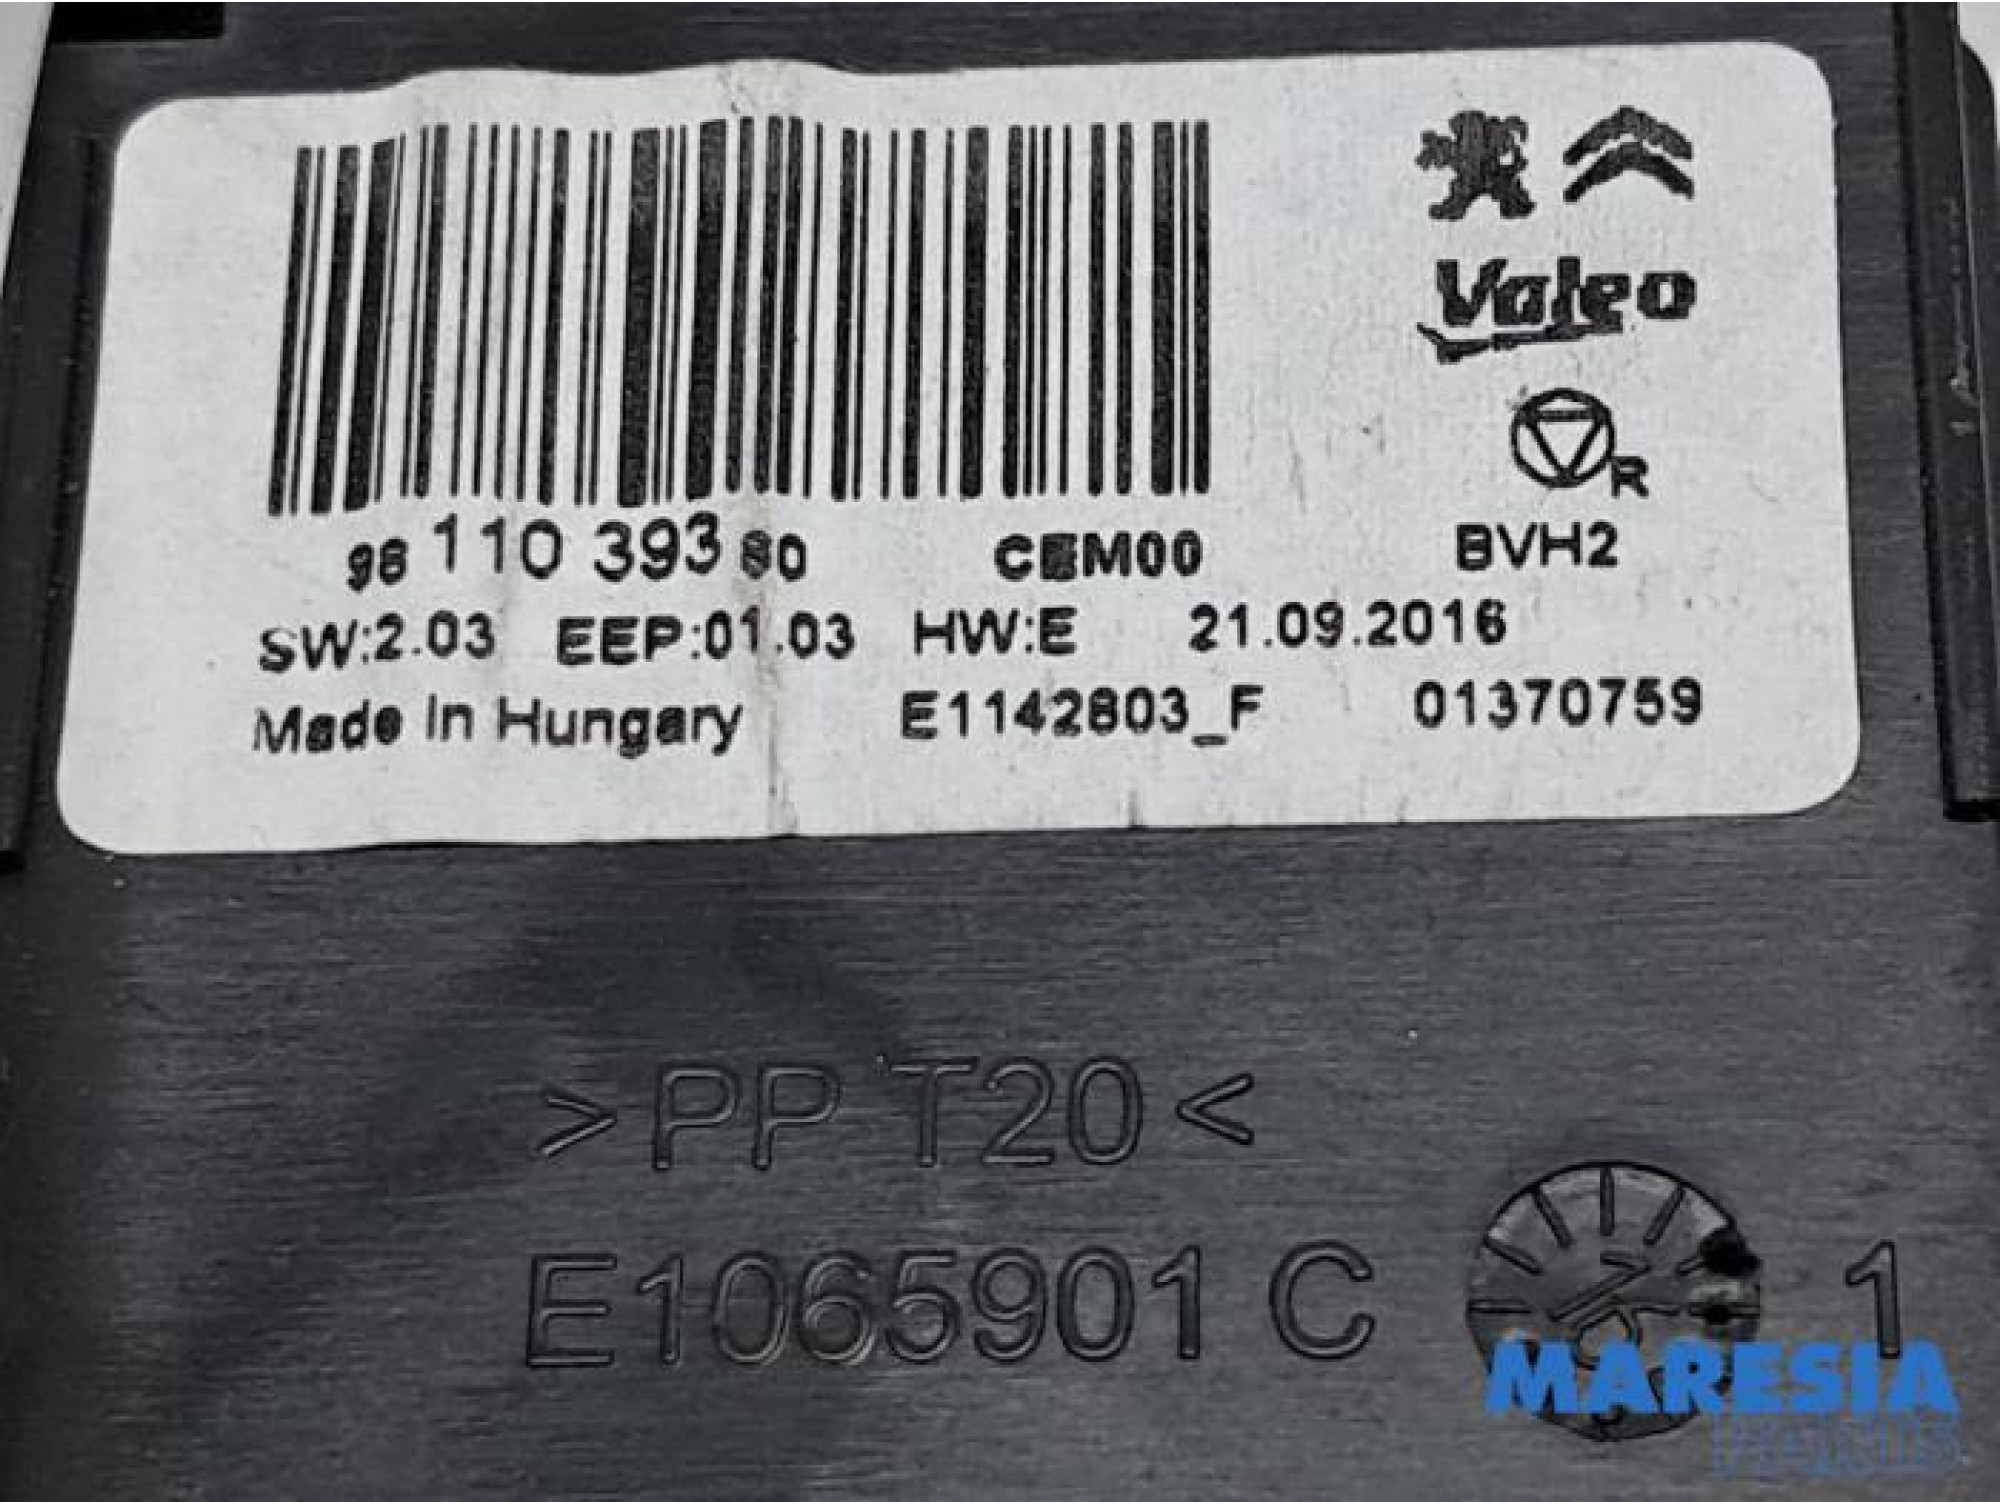 Valeo
R
98 110 393 80 CEM00 BVH2
SW:2.03 EEP:01.03 HW:E 21.09.2016
Made In Hungary E1142803_F 01370759
>PP T20<
E1065901 C 1
MARESIA
PARTS